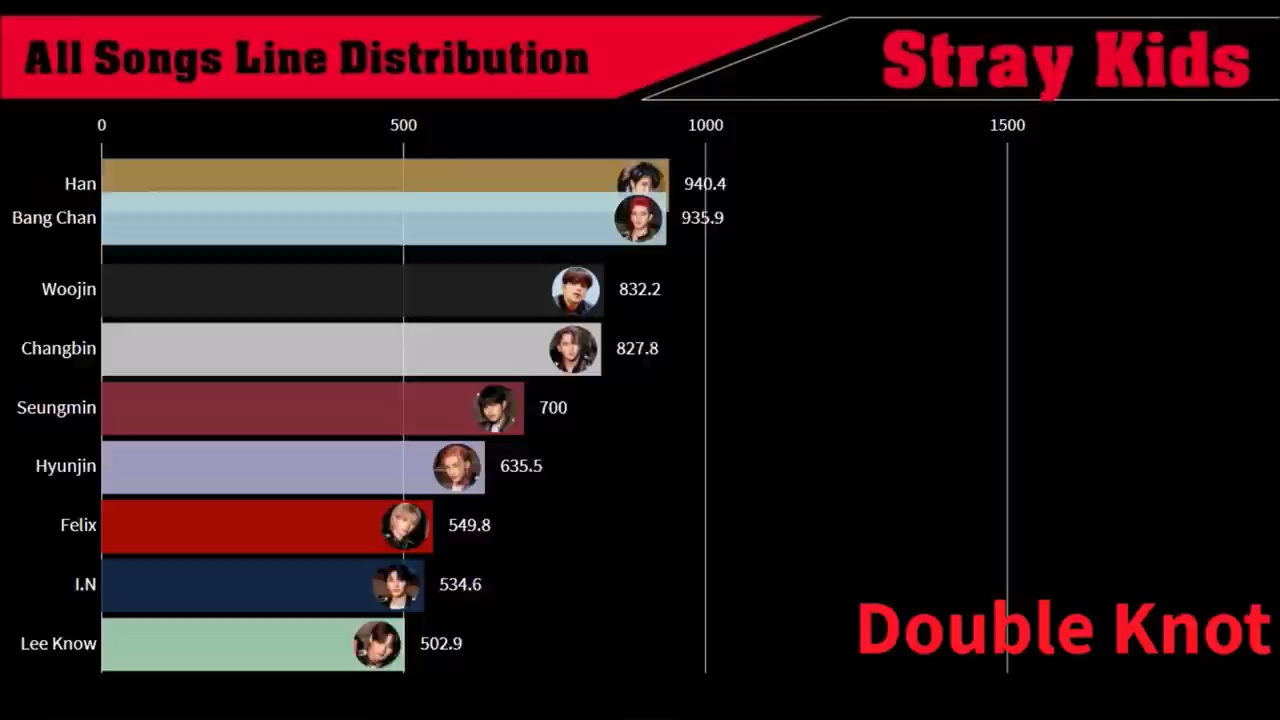 All Songs Line Distribution
Stray Kids
0 500 1000 1500
Han 940.4
Bang Chan 935.9
Woojin 832.2
Changbin 827.8
Seungmin 700
Hyunjin 635.5
Felix 549.8
I.N 534.6
Lee Know 502.9
Double Knot